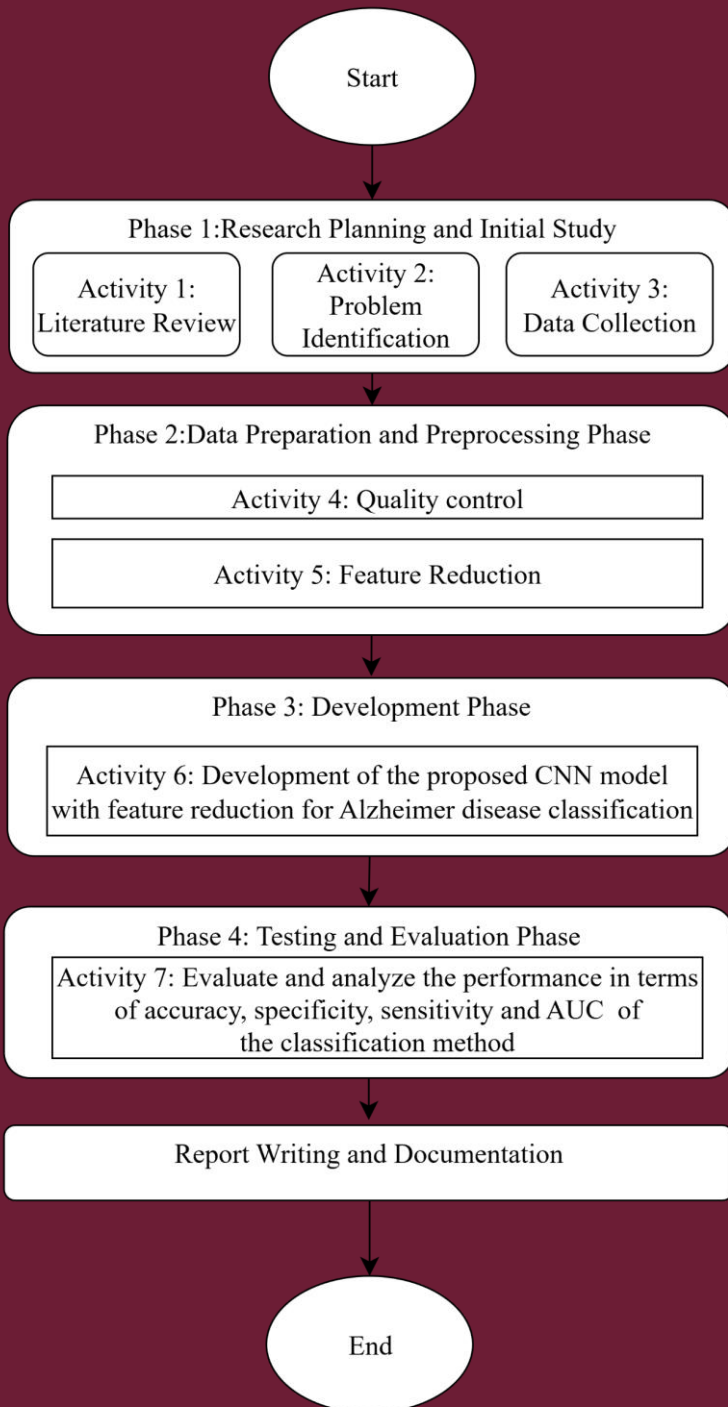 Start
Phase 1:Research Planning and Initial Study
Activity 1:
Literature Review
Activity 2:
Problem
Identification
Activity 3:
Data Collection
Phase 2:Data Preparation and Preprocessing Phase
Activity 4: Quality control
Activity 5: Feature Reduction
Phase 3: Development Phase
Activity 6: Development of the proposed CNN model
with feature reduction for Alzheimer disease classification
Phase 4: Testing and Evaluation Phase
Activity 7: Evaluate and analyze the performance in terms
of accuracy, specificity, sensitivity and AUC of
the classification method
Report Writing and Documentation
End